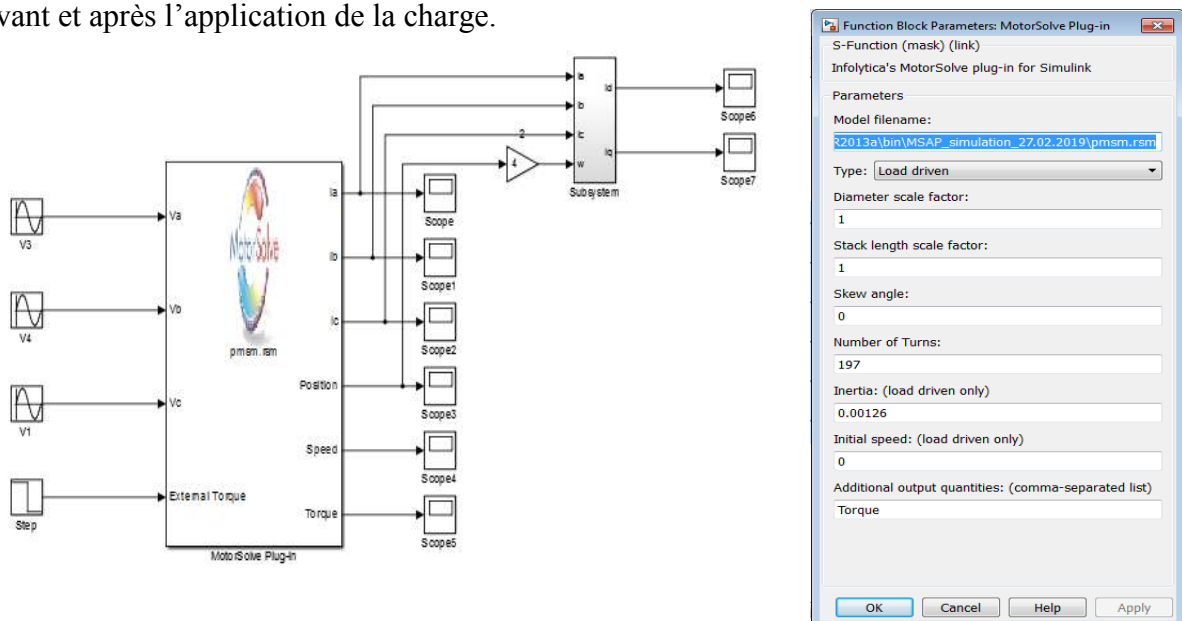 vant et après l’application de la charge.
Ia
Ib
Ic
w
Id
Iq
Subsystem
2
4
Scope6
Scope7
V3
V4
V1
Step
Va
Vb
Vc
External Torque
MotorSolve
pmsm.rsm
Ia
Ib
Ic
Position
Speed
Torque
MotorSolve Plug-in
Scope
Scope1
Scope2
Scope3
Scope4
Scope5
Function Block Parameters: MotorSolve Plug-in
S-Function (mask) (link)
Infolytica's MotorSolve plug-in for Simulink
Parameters
Model filename:
R2013a\bin\MSAP_simulation_27.02.2019\pmsm.rsm
Type: Load driven
Diameter scale factor:
1
Stack length scale factor:
1
Skew angle:
0
Number of Turns:
197
Inertia: (load driven only)
0.00126
Initial speed: (load driven only)
0
Additional output quantities: (comma-separated list)
Torque
OK Cancel Help Apply